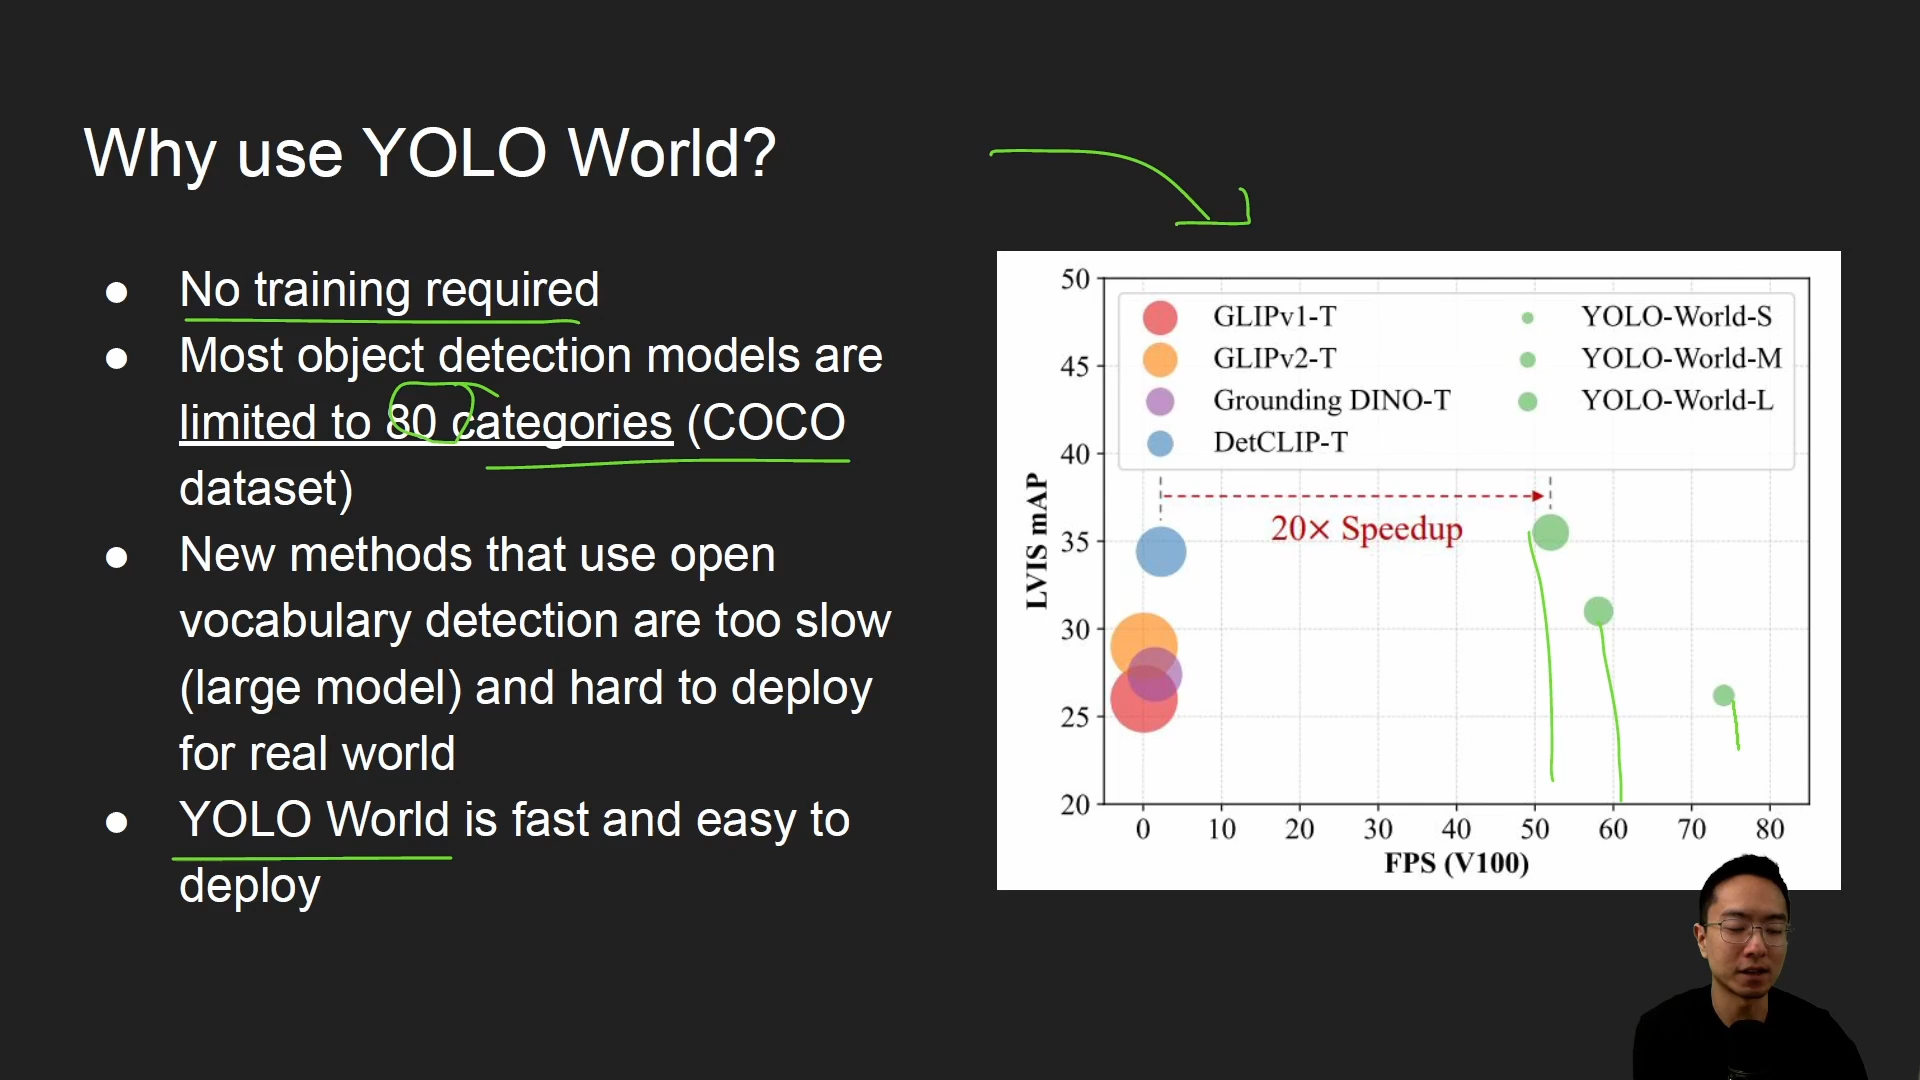 Why use YOLO World?
● No training required
● Most object detection models are
limited to 80 categories (COCO
dataset)
● New methods that use open
vocabulary detection are too slow
(large model) and hard to deploy
for real world
● YOLO World is fast and easy to
deploy
50
45
40
35
30
25
20
LVIS mAP
GLIPv1-T
GLIPv2-T
Grounding DINO-T
DetCLIP-T
YOLO-World-S
YOLO-World-M
YOLO-World-L
20× Speedup
0 10 20 30 40 50 60 70 80
FPS (V100)